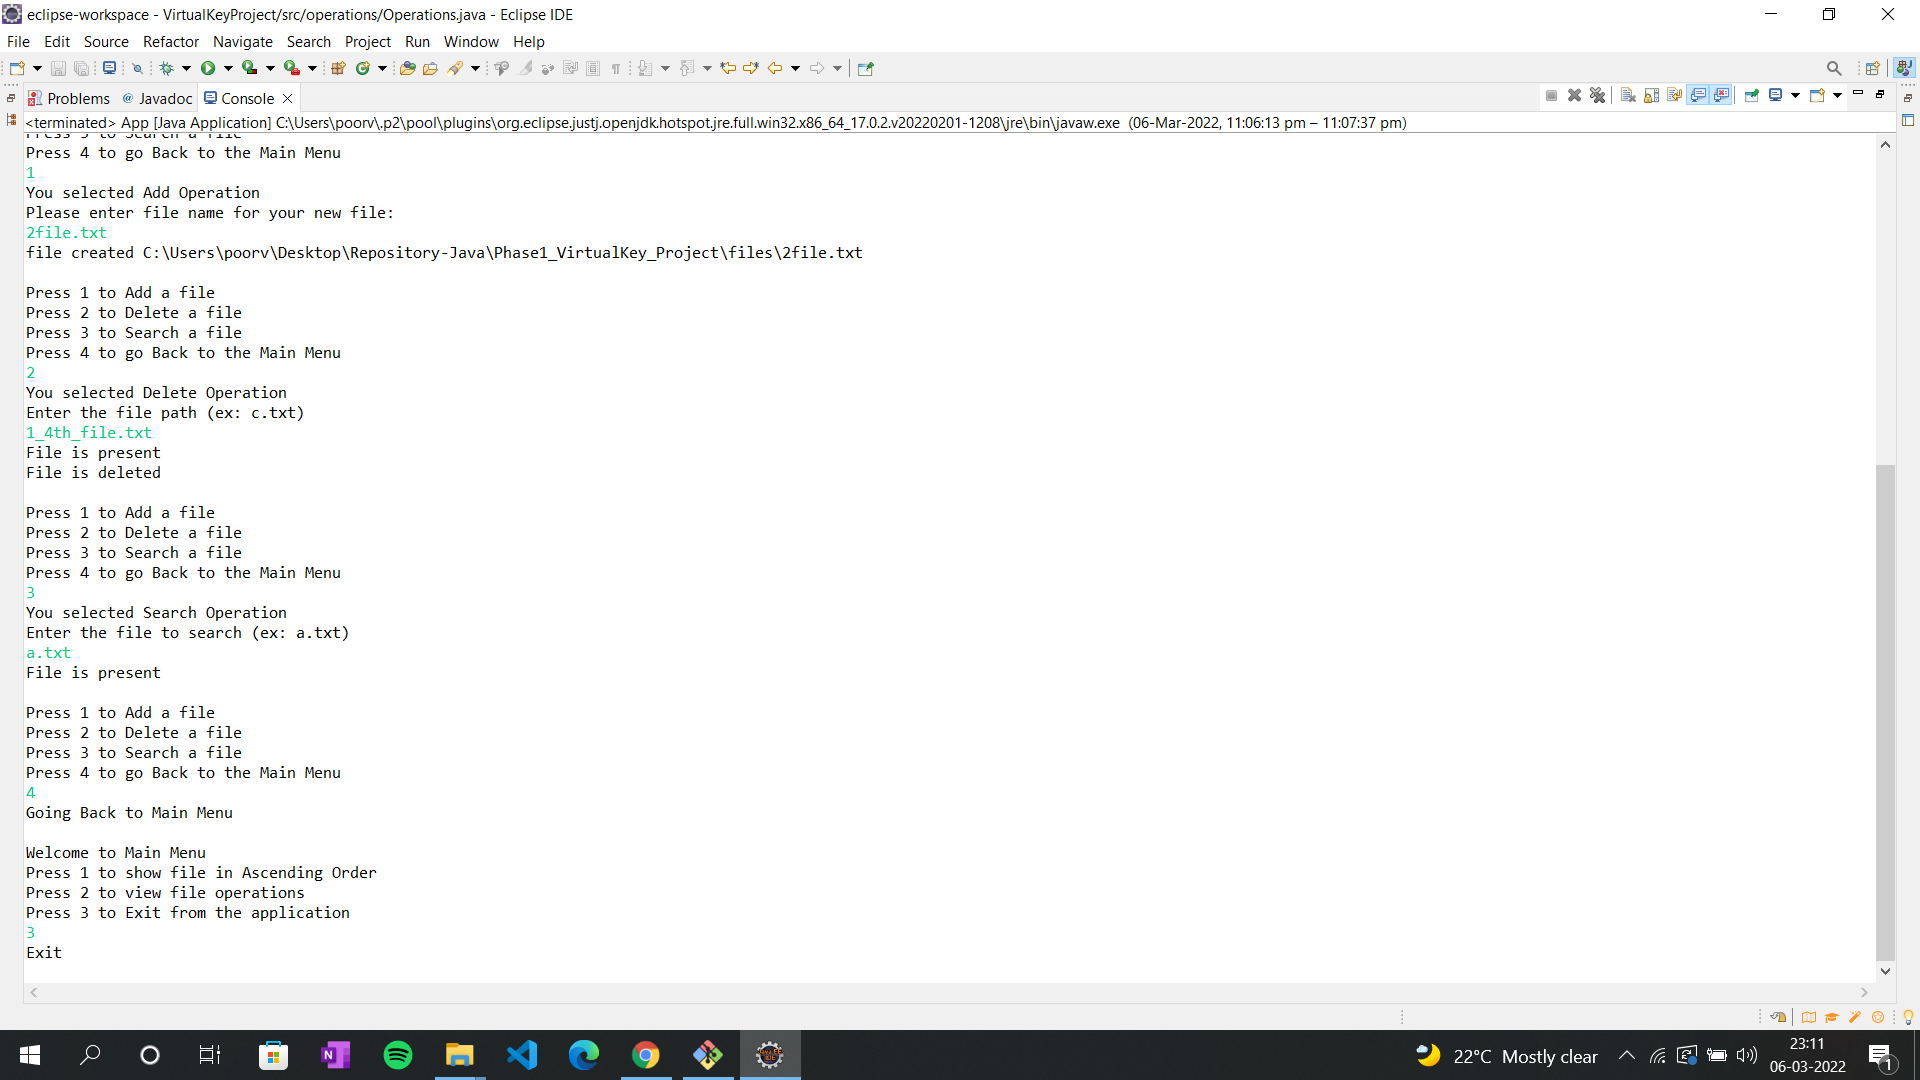 eclipse-workspace - VirtualKeyProject/src/operations/Operations.java - Eclipse IDE
File Edit Source Refactor Navigate Search Project Run Window Help
Problems @ Javadoc Console
<terminated> App [Java Application] C:\Users\poorv\.p2\pool\plugins\org.eclipse.justj.openjdk.hotspot.jre.full.win32.x86_64_17.0.2.v20220201-1208\jre\bin\javaw.exe (06-Mar-2022, 11:06:13 pm – 11:07:37 pm)
Press 3 to Search a file
Press 4 to go Back to the Main Menu
1
You selected Add Operation
Please enter file name for your new file:
2file.txt
file created C:\Users\poorv\Desktop\Repository-Java\Phase1_VirtualKey_Project\files\2file.txt
Press 1 to Add a file
Press 2 to Delete a file
Press 3 to Search a file
Press 4 to go Back to the Main Menu
2
You selected Delete Operation
Enter the file path (ex: c.txt)
1_4th_file.txt
File is present
File is deleted
Press 1 to Add a file
Press 2 to Delete a file
Press 3 to Search a file
Press 4 to go Back to the Main Menu
3
You selected Search Operation
Enter the file to search (ex: a.txt)
a.txt
File is present
Press 1 to Add a file
Press 2 to Delete a file
Press 3 to Search a file
Press 4 to go Back to the Main Menu
4
Going Back to Main Menu
Welcome to Main Menu
Press 1 to show file in Ascending Order
Press 2 to view file operations
Press 3 to Exit from the application
3
Exit
22°C Mostly clear
23:11
06-03-2022
1